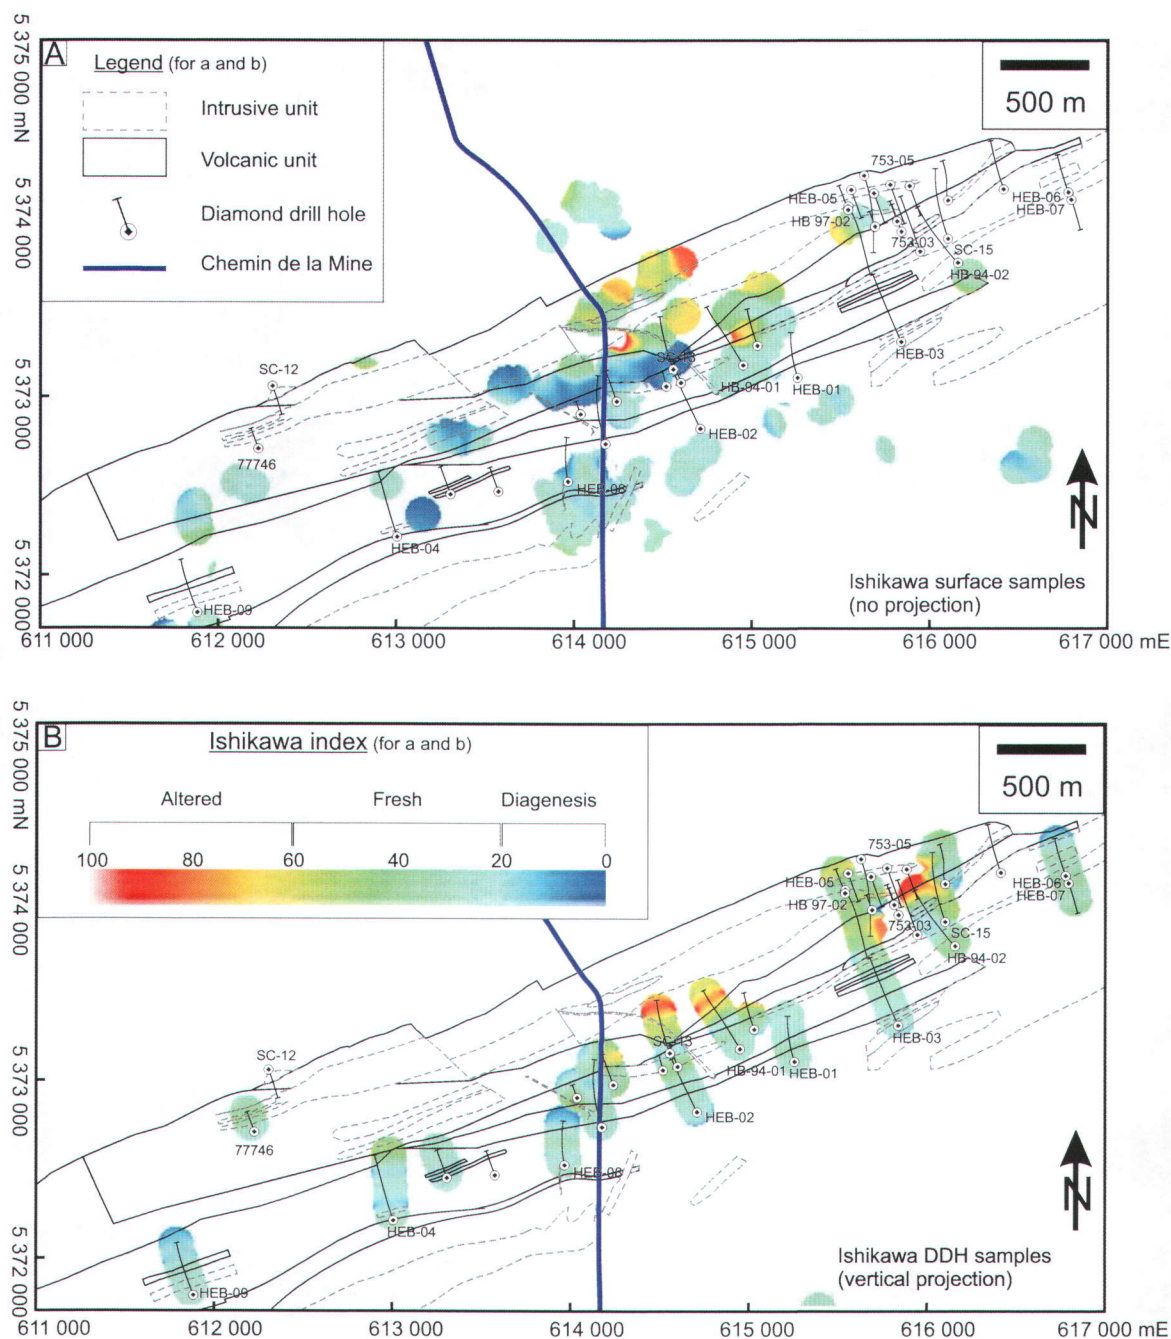 A
Legend (for a and b)
Intrusive unit
Volcanic unit
Diamond drill hole
Chemin de la Mine
500 m
5 375 000 mN
5 374 000
5 373 000
5 372 000
753-05
HEB-05
HB 97-02
753-03
HEB-06
HEB-07
SC-15
HB-94-02
HEB-03
SC-12
SC-13
HB-94-01
HEB-01
HEB-02
77746
HEB-08
HEB-04
HEB-09
N
Ishikawa surface samples
(no projection)
611 000 612 000 613 000 614 000 615 000 616 000 617 000 mE
B
Ishikawa index (for a and b)
Altered Fresh Diagenesis
100 80 60 40 20 0
500 m
5 375 000 mN
5 374 000
5 373 000
5 372 000
753-05
HEB-05
HB 97-02
753-03
HEB-06
HEB-07
SC-15
HB-94-02
HEB-03
SC-12
SC-13
HB-94-01
HEB-01
HEB-02
77746
HEB-08
HEB-04
HEB-09
N
Ishikawa DDH samples
(vertical projection)
611 000 612 000 613 000 614 000 615 000 616 000 617 000 mE